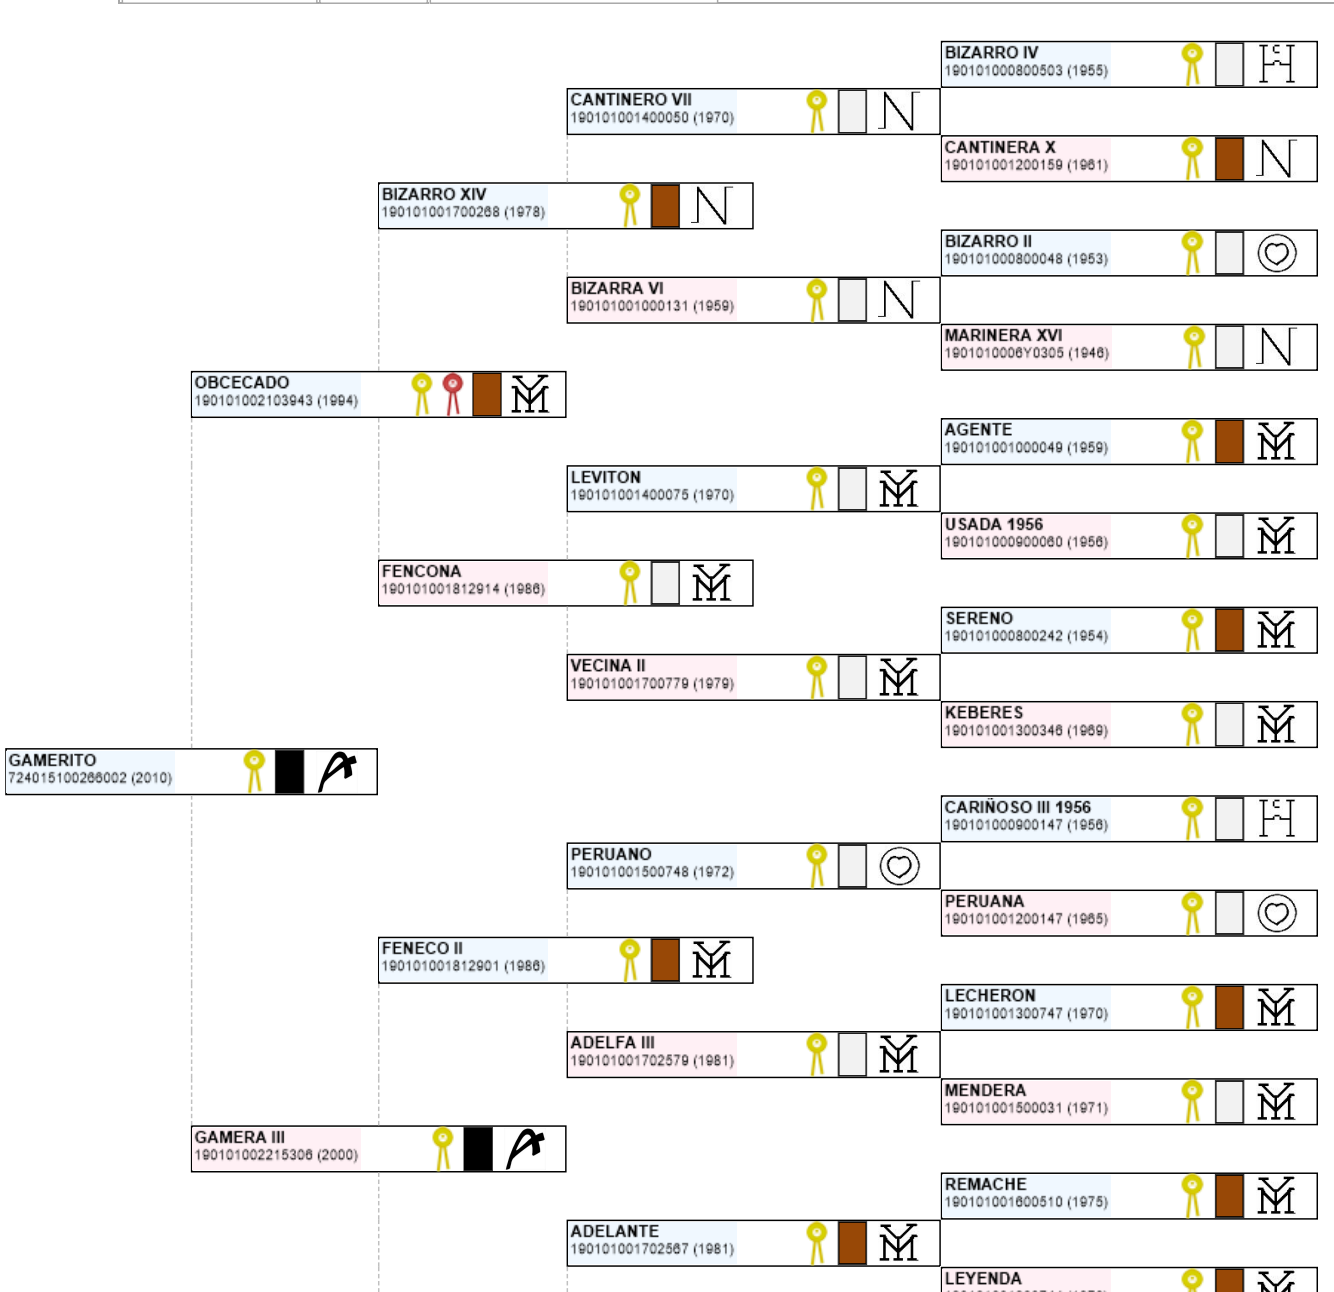 BIZARRO IV
190101000800503 (1955)
CANTINERO VII
190101001400050 (1970)
CANTINERA X
190101001200159 (1961)
BIZARRO XIV
190101001700268 (1978)
BIZARRO II
190101000800048 (1953)
BIZARRA VI
190101001000131 (1959)
MARINERA XVI
1901010006Y0305 (1946)
OBCECADO
190101002103943 (1994)
AGENTE
190101001000049 (1959)
LEVITON
190101001400075 (1970)
USADA 1956
190101000900060 (1956)
FENCONA
190101001812914 (1986)
SERENO
190101000800242 (1954)
VECINA II
190101001700779 (1979)
KEBERES
190101001300346 (1969)
GAMERITO
724015100266002 (2010)
CARIÑOSO III 1956
190101000900147 (1956)
PERUANO
190101001500748 (1972)
PERUANA
190101001200147 (1965)
FENECO II
190101001812901 (1986)
LECHERON
190101001300747 (1970)
ADELFA III
190101001702579 (1981)
MENDERA
190101001500031 (1971)
GAMERA III
190101002215306 (2000)
REMACHE
190101001600510 (1975)
ADELANTE
190101001702567 (1981)
LEYENDA